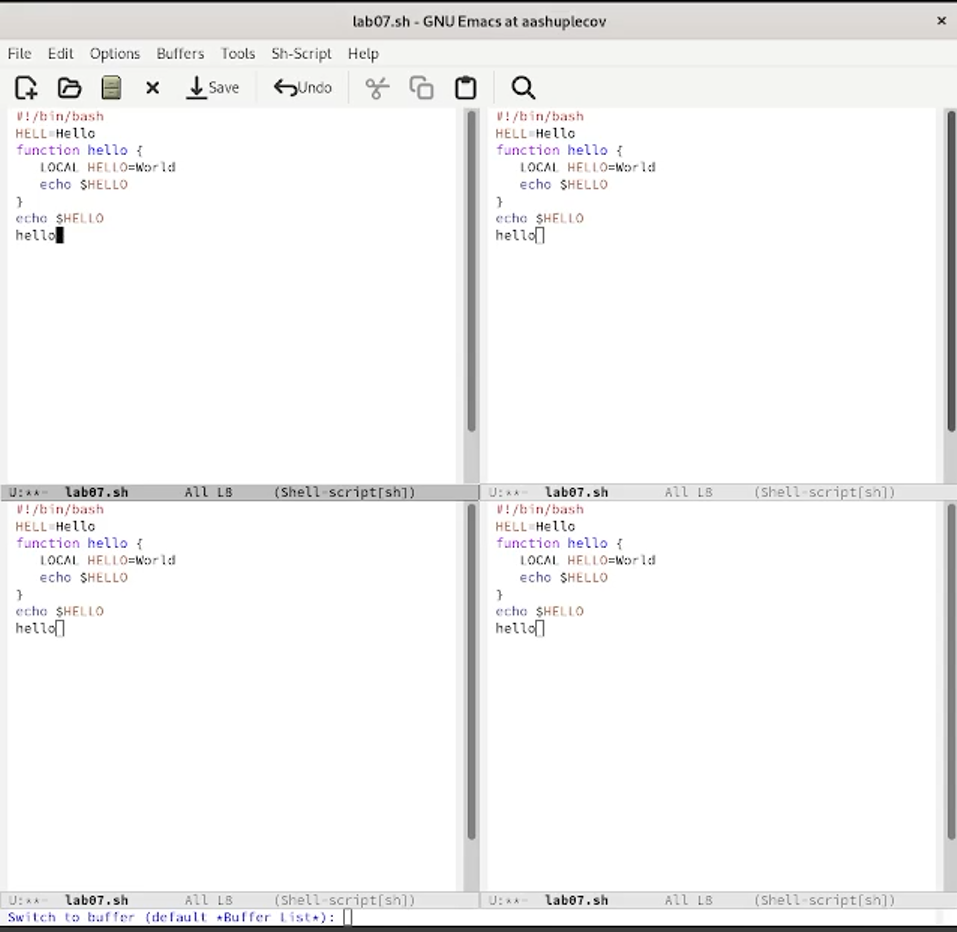 lab07.sh - GNU Emacs at aashuplecov
File Edit Options Buffers Tools Sh-Script Help
Save Undo
#!/bin/bash
HELL=Hello
function hello {
LOCAL HELLO=World
echo $HELLO
}
echo $HELLO
hello
U:**- lab07.sh All L8 (Shell-script[sh])
#!/bin/bash
HELL=Hello
function hello {
LOCAL HELLO=World
echo $HELLO
}
echo $HELLO
hello
U:**- lab07.sh All L8 (Shell-script[sh])
#!/bin/bash
HELL=Hello
function hello {
LOCAL HELLO=World
echo $HELLO
}
echo $HELLO
hello
U:**- lab07.sh All L8 (Shell-script[sh])
#!/bin/bash
HELL=Hello
function hello {
LOCAL HELLO=World
echo $HELLO
}
echo $HELLO
hello
U:**- lab07.sh All L8 (Shell-script[sh])
Switch to buffer (default *Buffer List*):